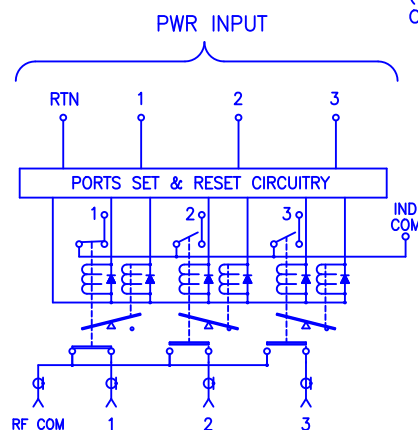 PWR INPUT
RTN 1 2 3
PORTS SET & RESET CIRCUITRY
1 2 3
IND
COM
RF COM 1 2 3